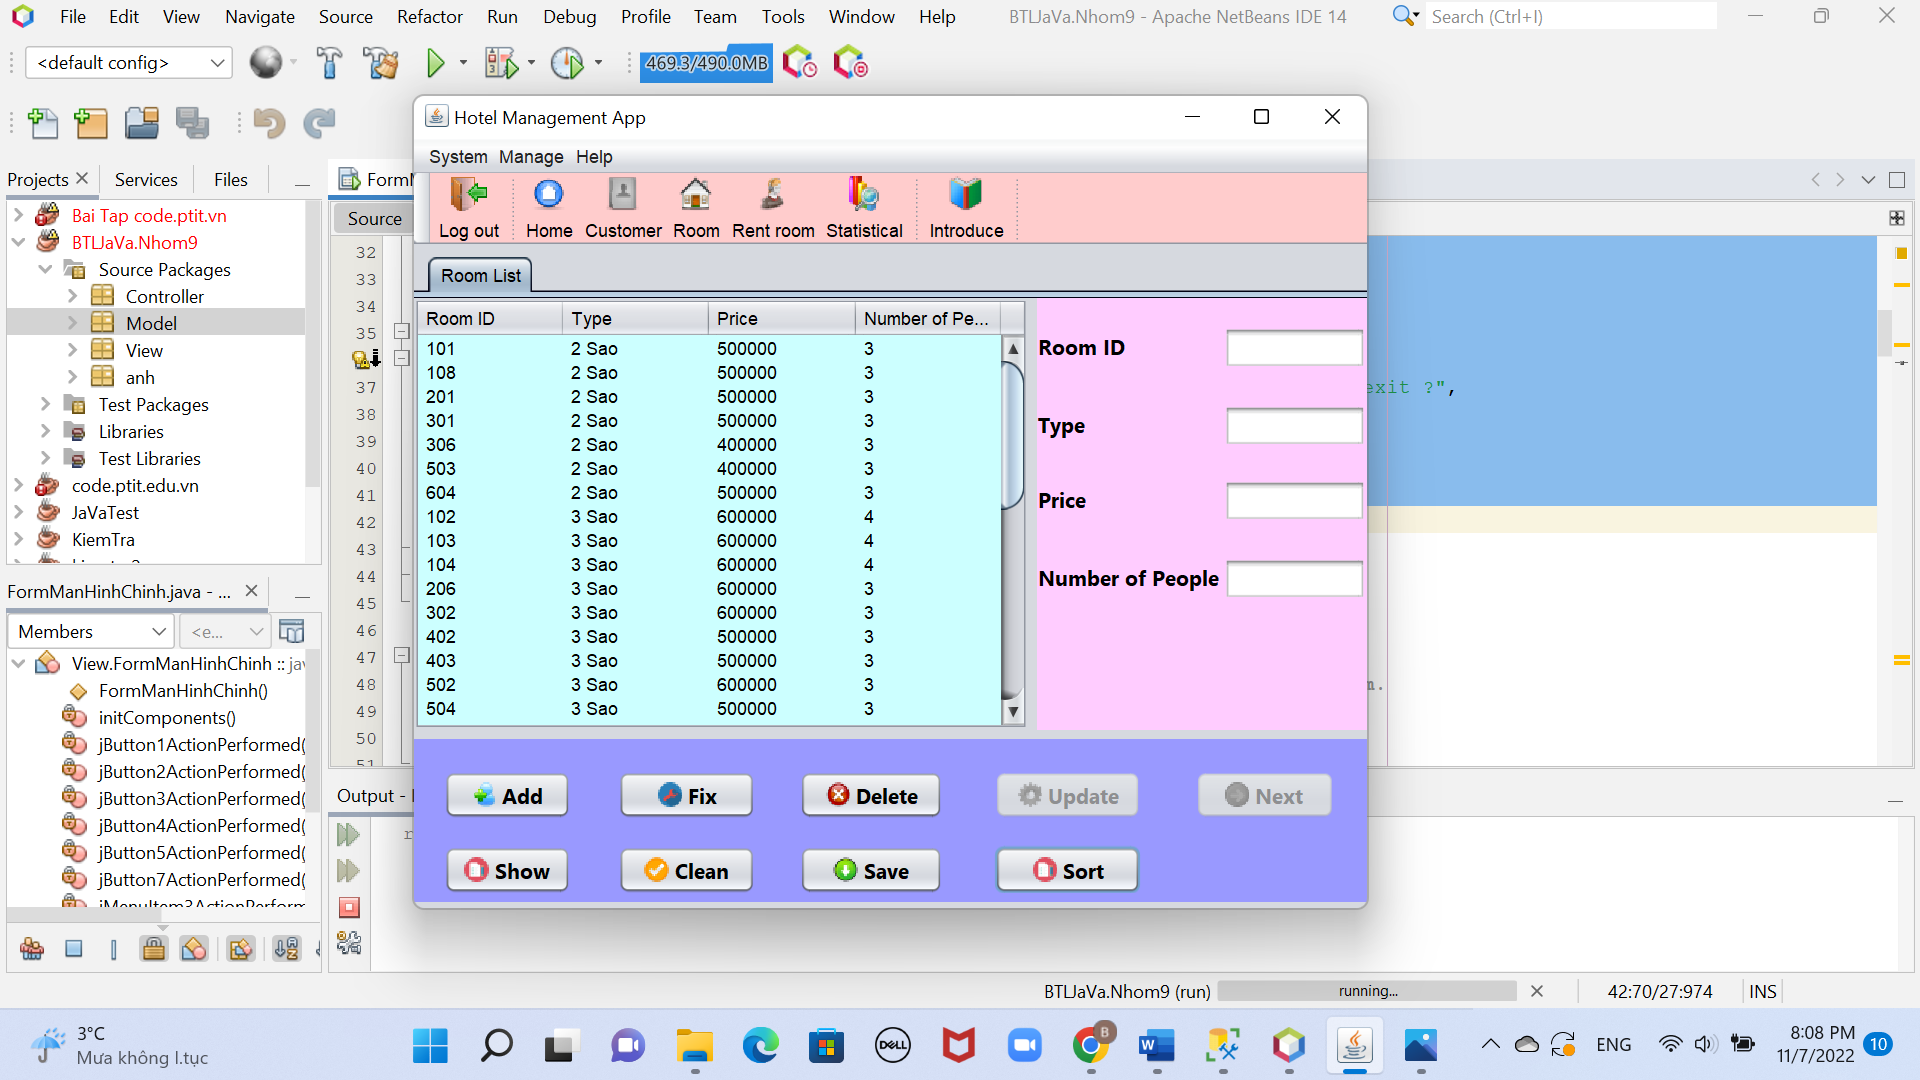 File Edit View Navigate Source Refactor Run Debug Profile Team Tools Window Help BTLJaVa.Nhom9 - Apache NetBeans IDE 14 Search (Ctrl+I)
<default config> 469.3/490.0MB
Hotel Management App
System Manage Help
Log out Home Customer Room Rent room Statistical Introduce
Room List
Room ID Type Price Number of Pe...
101 2 Sao 500000 3
108 2 Sao 500000 3
201 2 Sao 500000 3
301 2 Sao 500000 3
306 2 Sao 400000 3
503 2 Sao 400000 3
604 2 Sao 500000 3
102 3 Sao 600000 4
103 3 Sao 600000 4
104 3 Sao 600000 4
206 3 Sao 600000 3
302 3 Sao 600000 3
402 3 Sao 500000 3
403 3 Sao 500000 3
502 3 Sao 600000 3
504 3 Sao 500000 3
Room ID
Type
Price
Number of People
Add Fix Delete Update Next
Show Clean Save Sort
Projects Services Files
Bai Tap code.ptit.vn
BTLJaVa.Nhom9
Source Packages
Controller
Model
View
anh
Test Packages
Libraries
Test Libraries
code.ptit.edu.vn
JaVaTest
KiemTra
FormManHinhChinh.java - ...
Members <e...
View.FormManHinhChinh :: jav
FormManHinhChinh()
initComponents()
jButton1ActionPerformed(
jButton2ActionPerformed(
jButton3ActionPerformed(
jButton4ActionPerformed(
jButton5ActionPerformed(
jButton7ActionPerformed(
jMenuItem3ActionPerform
FormM
Source
32
33
34
35
37
38
39
40
41
42
43
44
45
46
47
48
49
50
51
exit ?",
n.
Output -
BTLJaVa.Nhom9 (run) running... 42:70/27:974 INS
3°C
Mưa không l.tục
DELL
B
W
ENG
8:08 PM
11/7/2022
10